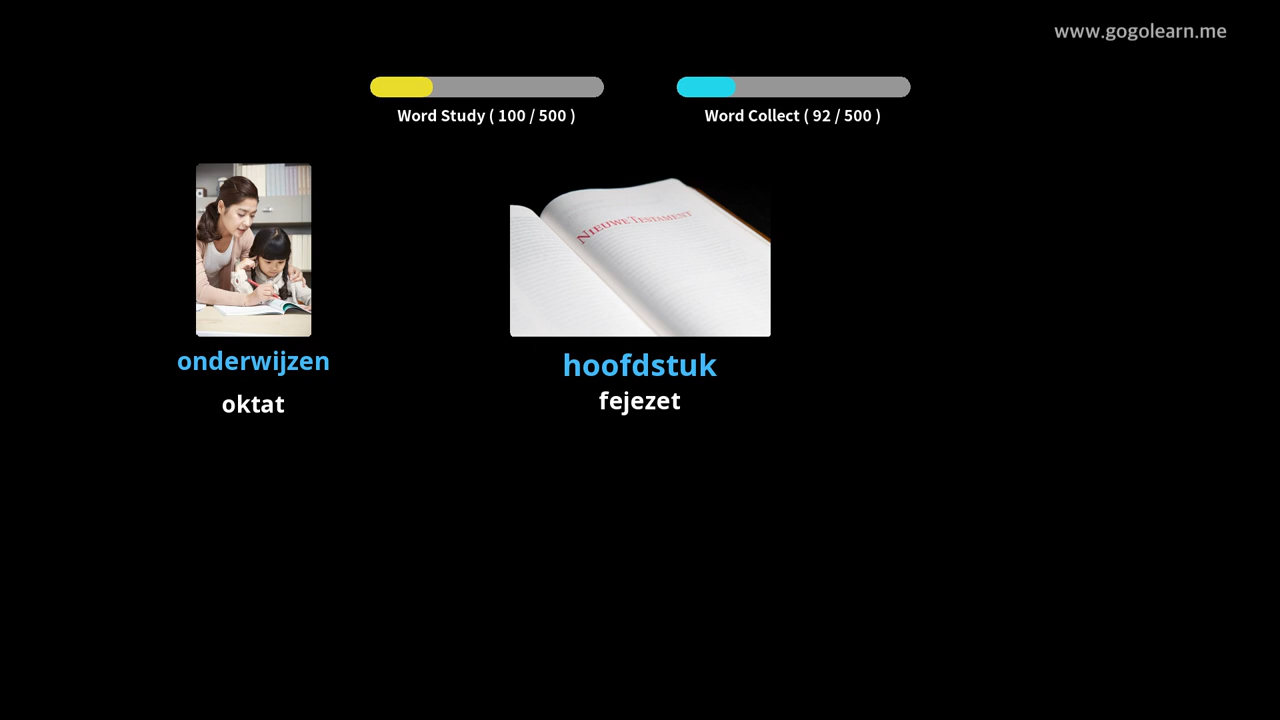 www.gogolearn.me
Word Study ( 100 / 500 )
Word Collect ( 92 / 500 )
NIEUWE TESTAMENT
onderwijzen
oktat
hoofdstuk
fejezet